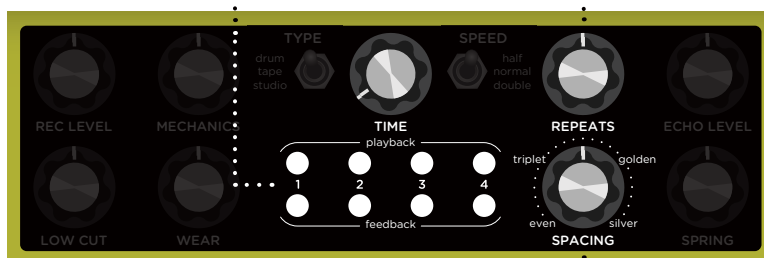 TYPE
SPEED
drum
tape
studio
half
normal
double
REC LEVEL
MECHANICS
TIME
REPEATS
ECHO LEVEL
playback
triplet
golden
1
2
3
4
even
silver
feedback
LOW CUT
WEAR
SPACING
SPRING